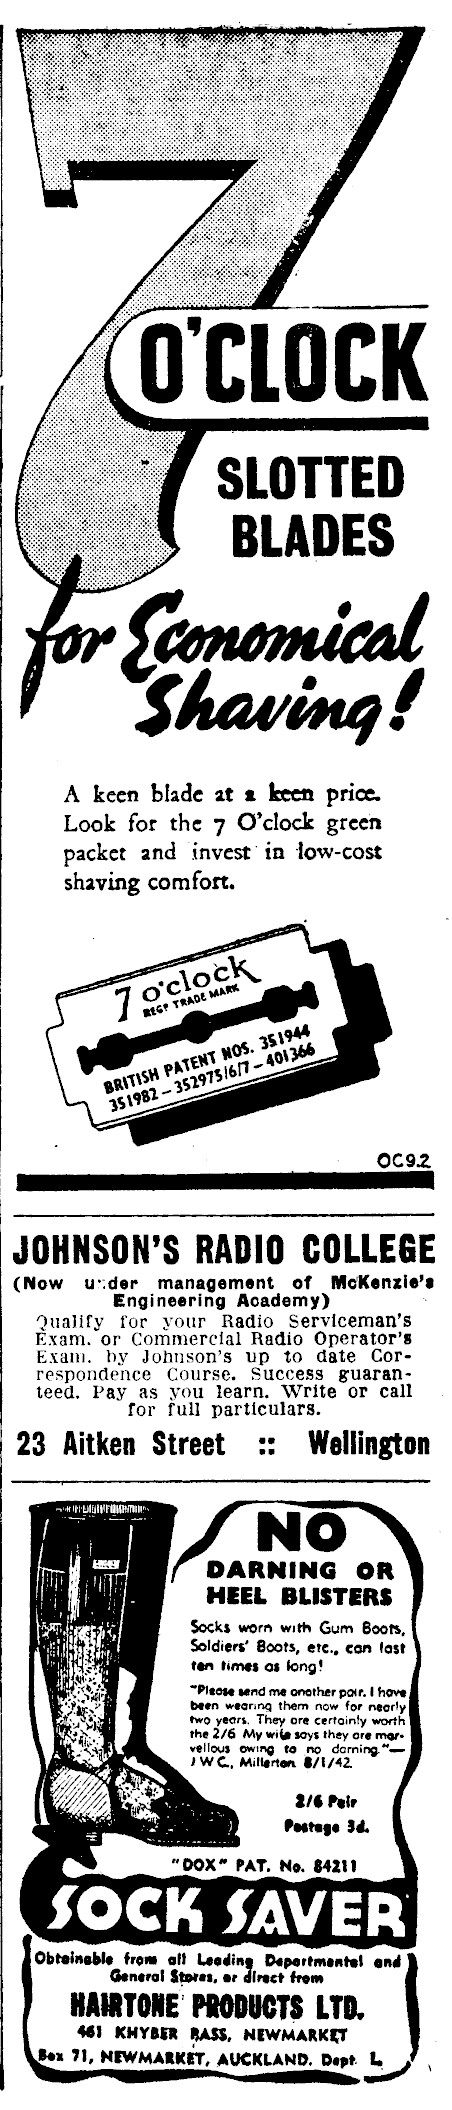 7
O'CLOCK
SLOTTED
BLADES
for Economical
Shaving!
A keen blade at a keen price.
Look for the 7 O'clock green
packet and invest in low-cost
shaving comfort.
7 o'clock
REGD TRADE MARK
BRITISH PATENT NOS. 351944
351982 – 352975/6/7 – 401366
OC9.2
JOHNSON'S RADIO COLLEGE
(Now under management of McKenzie's
Engineering Academy)
Qualify for your Radio Serviceman's
Exam. or Commercial Radio Operator's
Exam. by Johnson's up to date Cor-
respondence Course. Success guaran-
teed. Pay as you learn. Write or call
for full particulars.
23 Aitken Street :: Wellington
NO
DARNING OR
HEEL BLISTERS
Socks worn with Gum Boots,
Soldiers' Boots, etc., can last
ten times as long!
"Please send me another pair. I have
been wearing them now for nearly
two years. They are certainly worth
the 2/6. My wife says they are mar-
vellous owing to no darning."—
J.W.C., Millerton. 8/1/42.
2/6 Pair
Postage 3d.
"DOX" PAT. No. 84211
SOCK SAVER
Obtainable from all Leading Departmental and
General Stores, or direct from
HAIRTONE PRODUCTS LTD.
461 KHYBER PASS, NEWMARKET
Box 71, NEWMARKET, AUCKLAND. Dept. L.